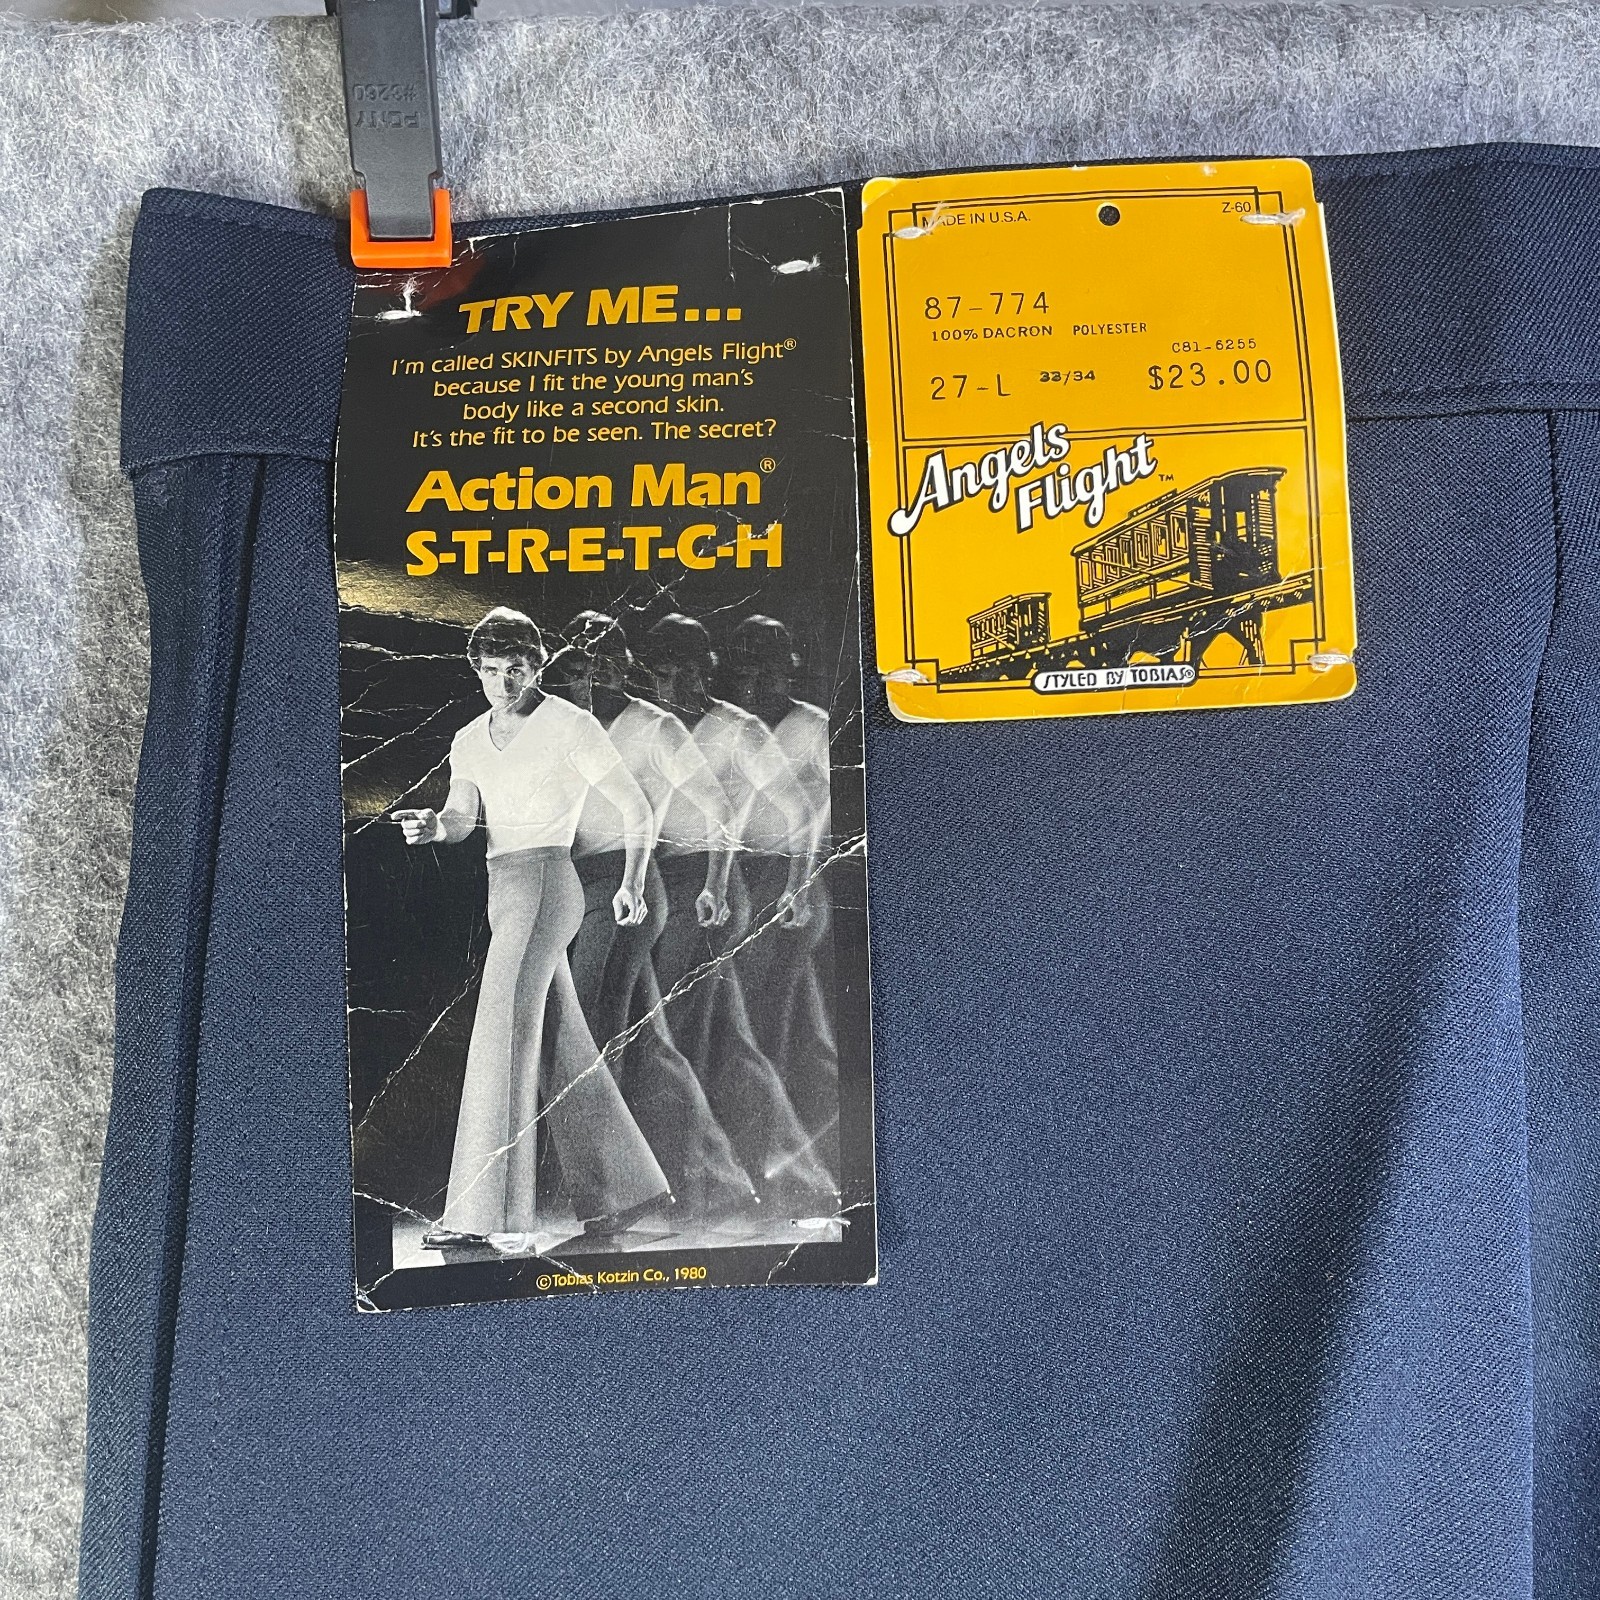 PCNTY
#3260
TRY ME...
I'm called SKINFITS by Angels Flight®
because I fit the young man's
body like a second skin.
It's the fit to be seen. The secret?
Action Man®
S-T-R-E-T-C-H
©Tobias Kotzin Co., 1980
MADE IN U.S.A.
Z-60
87-774
100% DACRON POLYESTER
C81-6255
27-L 33/34 $23.00
Angels
Flight™
STYLED BY TOBIAS®